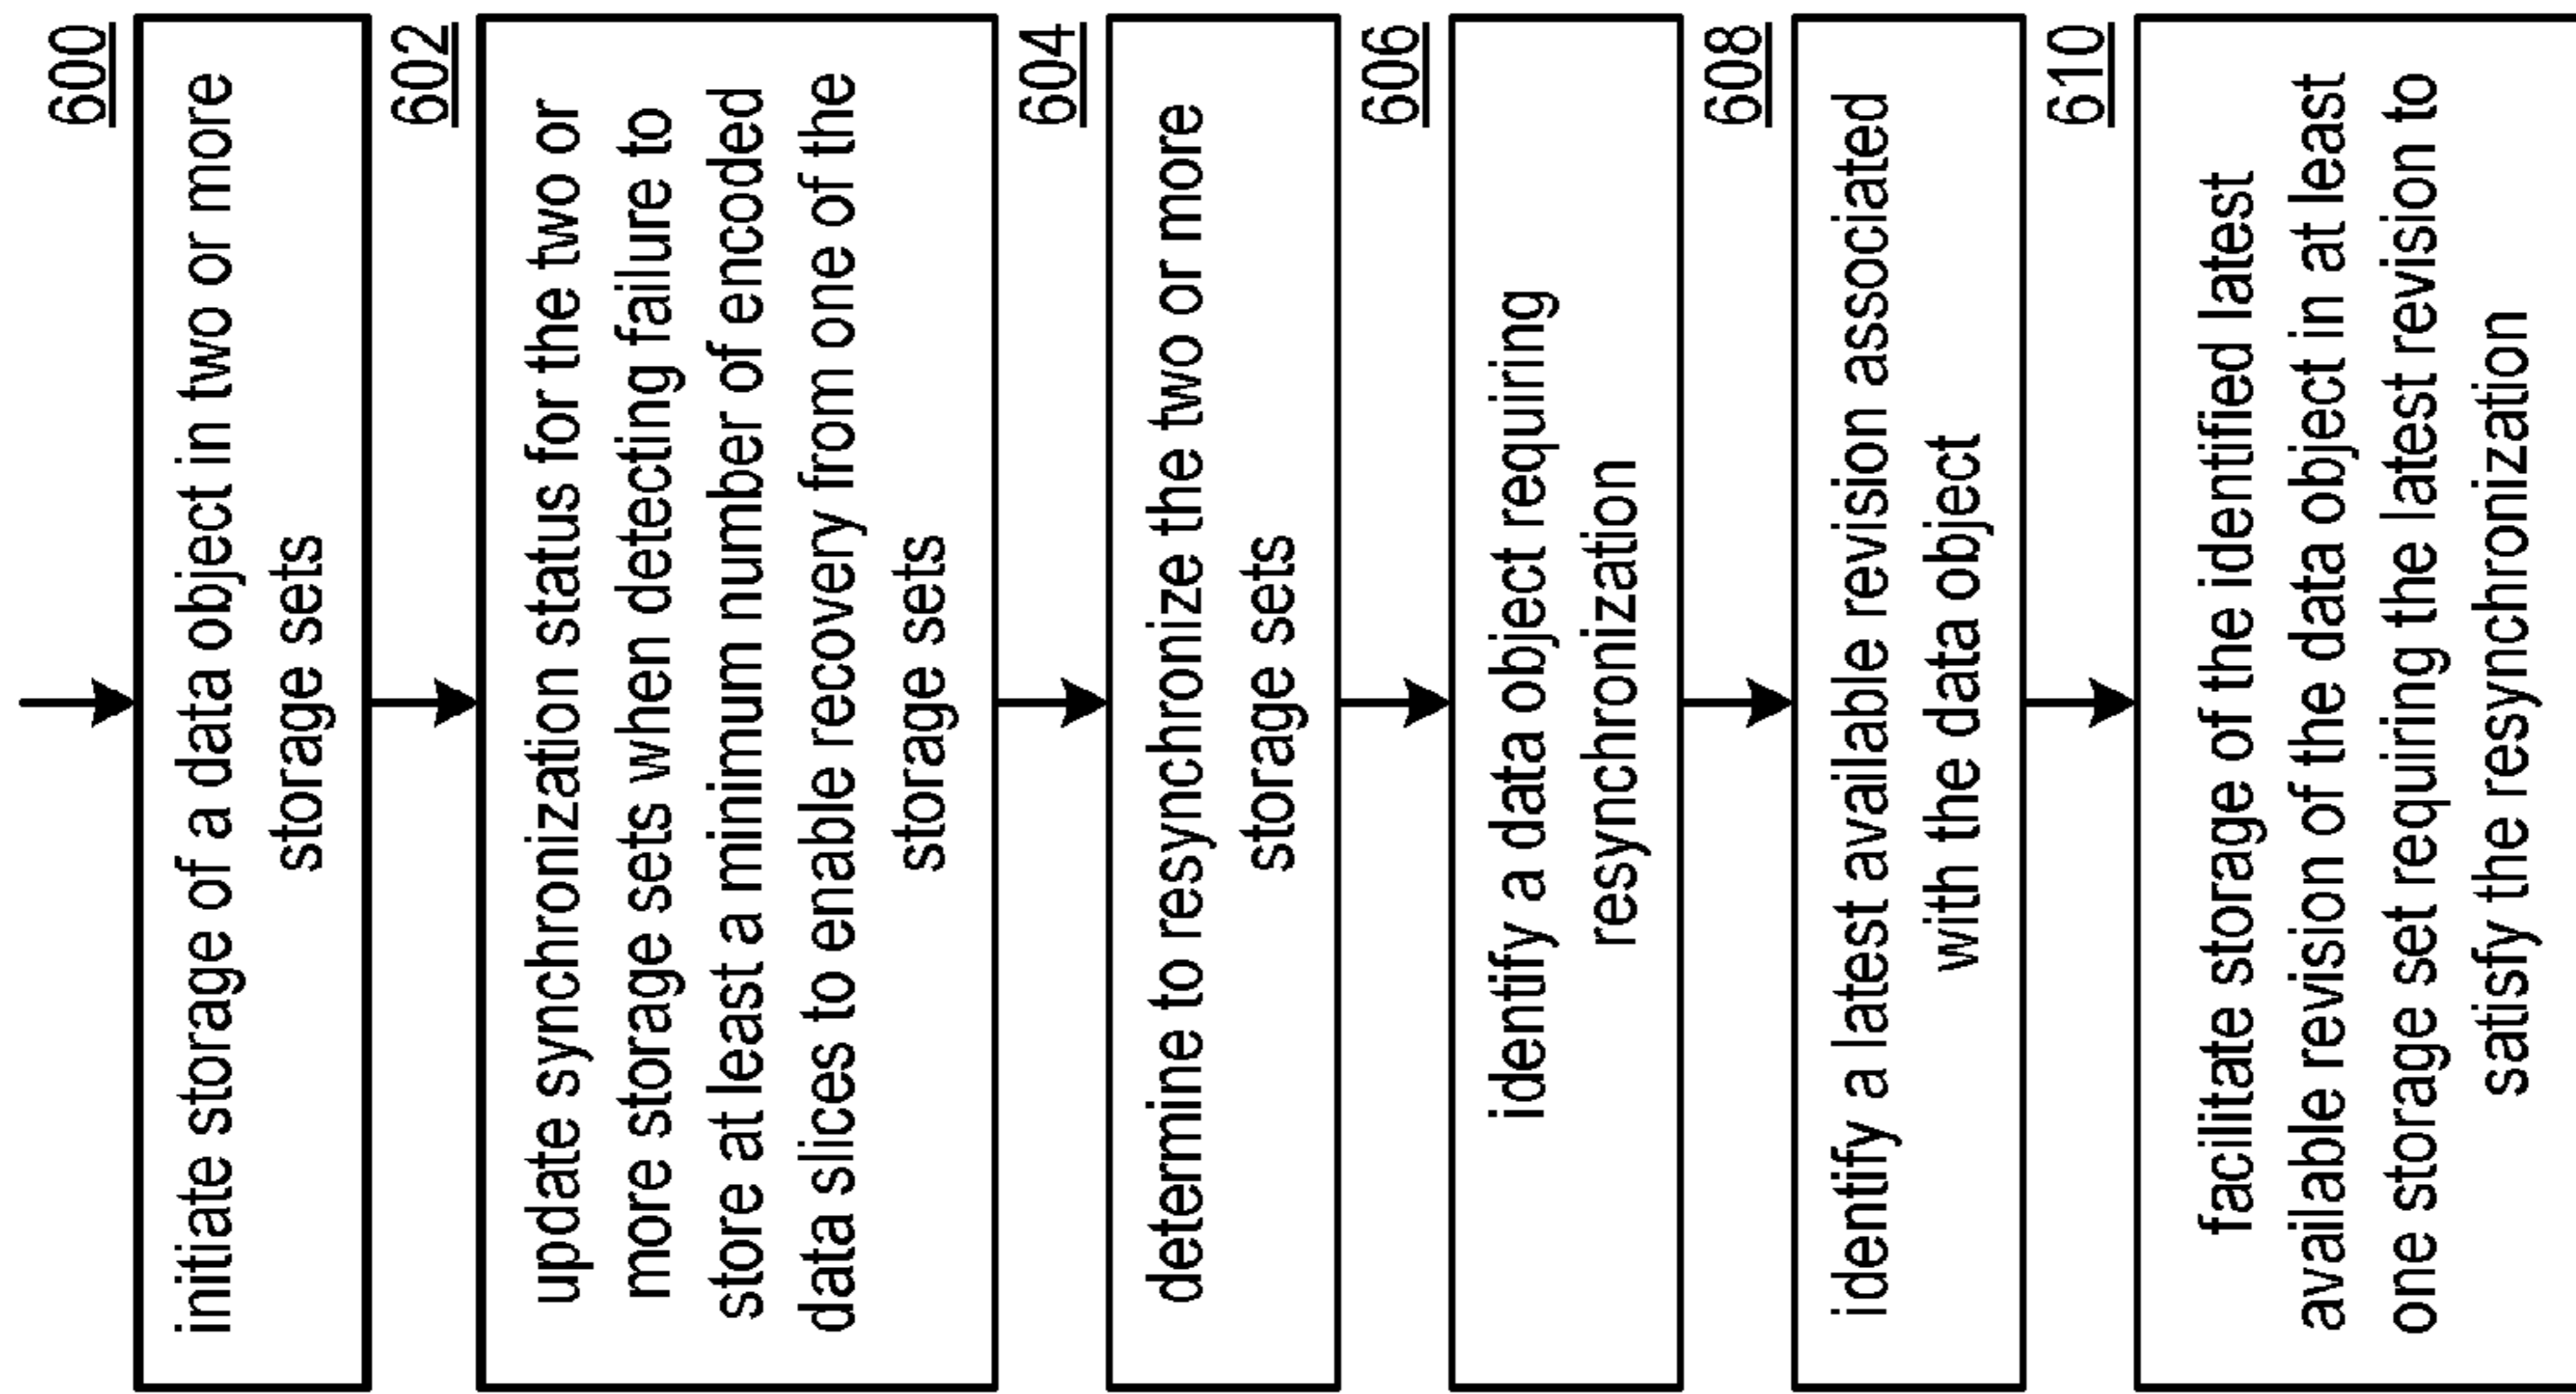 600
initiate storage of a data object in two or more
storage sets
602
update synchronization status for the two or
more storage sets when detecting failure to
store at least a minimum number of encoded
data slices to enable recovery from one of the
storage sets
604
determine to resynchronize the two or more
storage sets
606
identify a data object requiring
resynchronization
608
identify a latest available revision associated
with the data object
610
facilitate storage of the identified latest
available revision of the data object in at least
one storage set requiring the latest revision to
satisfy the resynchronization